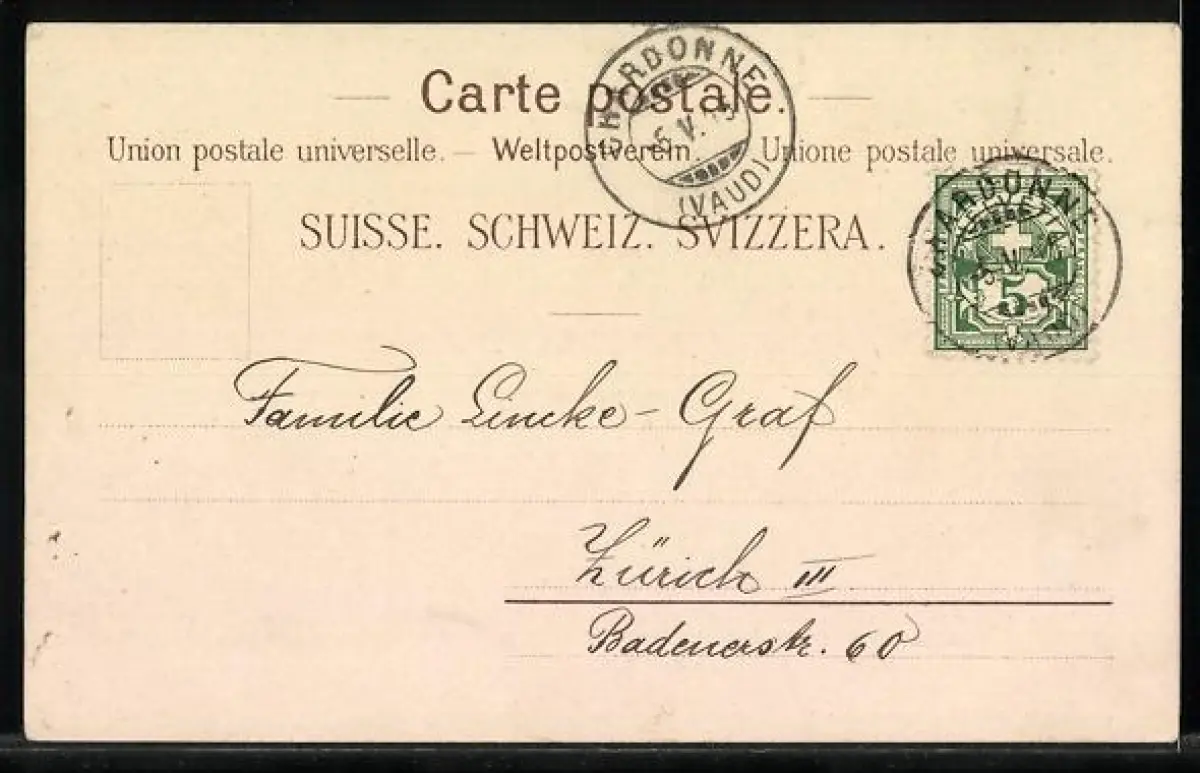 Carte postale.
Union postale universelle. — Weltpostverein. — Unione postale universale.
SUISSE. SCHWEIZ. SVIZZERA.
CHARDONNE
V.
(VAUD)
CHARDONNE
5
Familie Lincke-Graf
Zürich III
Badenerstr. 60